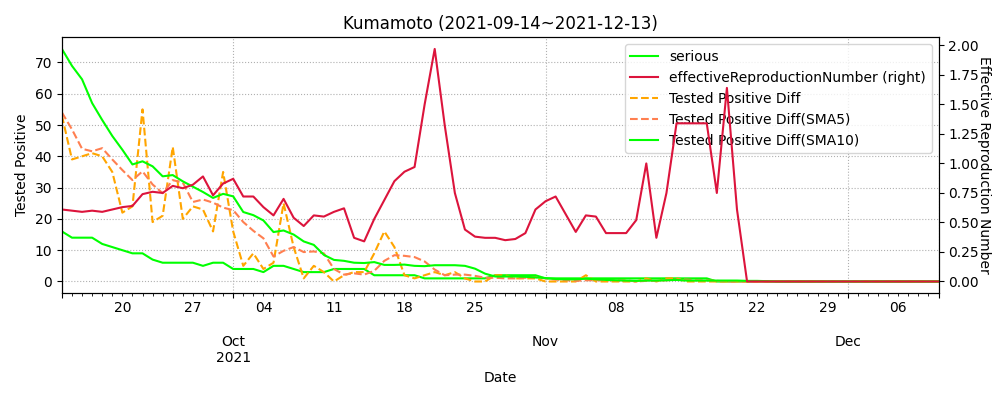 Kumamoto (2021-09-14~2021-12-13)
serious
effectiveReproductionNumber (right)
Tested Positive Diff
Tested Positive Diff(SMA5)
Tested Positive Diff(SMA10)
Tested Positive
70
60
50
40
30
20
10
0
2.00
1.75
1.50
1.25
1.00
0.75
0.50
0.25
0.00
Effective Reproduction Number
20 27 04 11 18 25 08 15 22 29 06
Oct Nov Dec
2021
Date